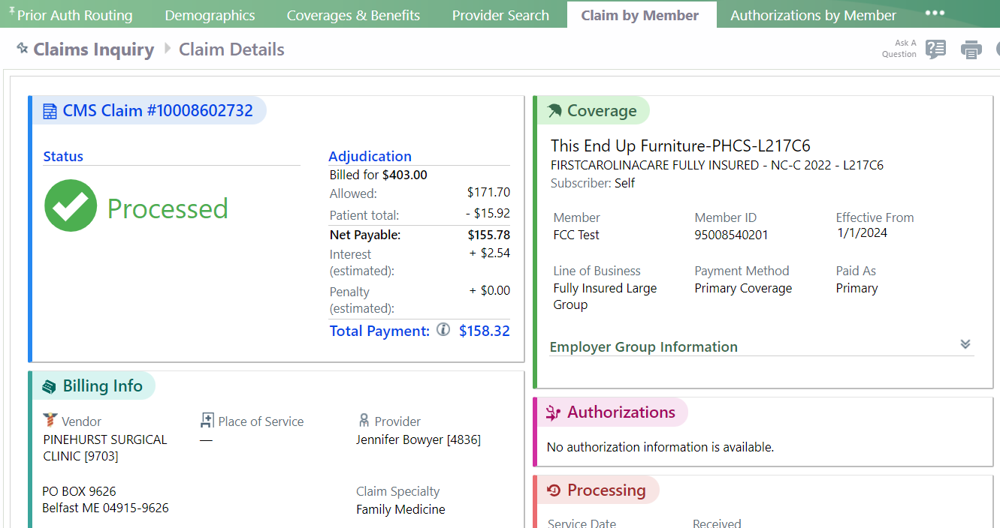 Prior Auth Routing Demographics Coverages & Benefits Provider Search Claim by Member Authorizations by Member •••
Claims Inquiry Claim Details
Ask A
Question
CMS Claim #10008602732
Status
Processed
Adjudication
Billed for $403.00
Allowed: $171.70
Patient total: - $15.92
Net Payable: $155.78
Interest + $2.54
(estimated):
Penalty + $0.00
(estimated):
Total Payment: $158.32
Coverage
This End Up Furniture-PHCS-L217C6
FIRSTCAROLINACARE FULLY INSURED - NC-C 2022 - L217C6
Subscriber: Self
Member Member ID Effective From
FCC Test 95008540201 1/1/2024
Line of Business Payment Method Paid As
Fully Insured Large Primary Coverage Primary
Group
Employer Group Information
Billing Info
Vendor Place of Service Provider
PINEHURST SURGICAL — Jennifer Bowyer [4836]
CLINIC [9703]
PO BOX 9626 Claim Specialty
Belfast ME 04915-9626 Family Medicine
Authorizations
No authorization information is available.
Processing
Service Date Received